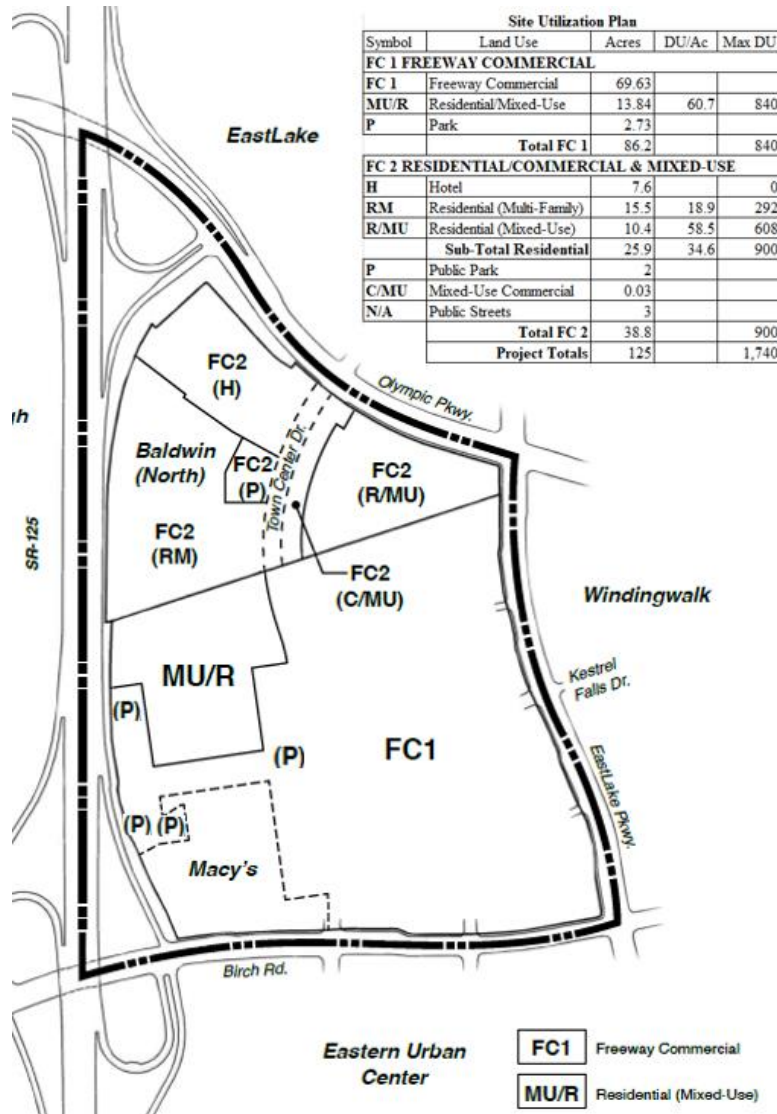 Site Utilization Plan
Symbol Land Use Acres DU/Ac Max DU
FC 1 FREEWAY COMMERCIAL
FC 1 Freeway Commercial 69.63
MU/R Residential/Mixed-Use 13.84 60.7 840
P Park 2.73
Total FC 1 86.2 840
FC 2 RESIDENTIAL/COMMERCIAL & MIXED-USE
H Hotel 7.6 0
RM Residential (Multi-Family) 15.5 18.9 292
R/MU Residential (Mixed-Use) 10.4 58.5 608
Sub-Total Residential 25.9 34.6 900
P Public Park 2
C/MU Mixed-Use Commercial 0.03
N/A Public Streets 3
Total FC 2 38.8 900
Project Totals 125 1,740
EastLake
Olympic Pkwy.
FC2
(H)
Town Center Dr.
Baldwin
(North)
FC2
(P)
FC2
(R/MU)
FC2
(RM)
FC2
(C/MU)
SR-125
Windingwalk
MU/R
Kestrel
Falls Dr.
(P)
(P)
FC1
EastLake Pkwy.
(P)
(P)
Macy's
Birch Rd.
Eastern Urban
Center
FC1 Freeway Commercial
MU/R Residential (Mixed-Use)